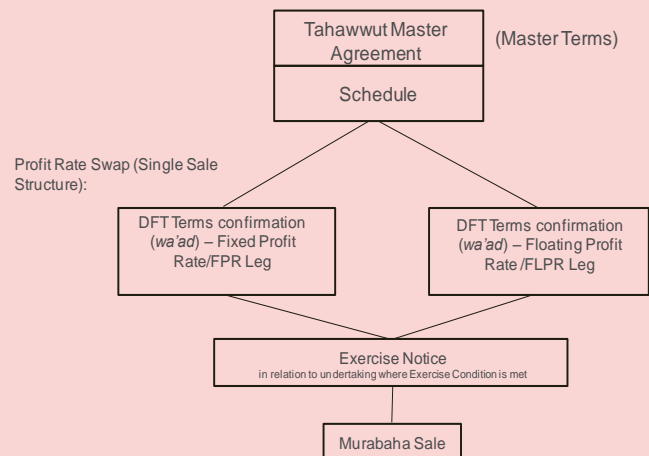 Tahawwut Master
Agreement
(Master Terms)
Schedule
Profit Rate Swap (Single Sale
Structure):
DFT Terms confirmation
(wa'ad) – Fixed Profit
Rate/FPR Leg
DFT Terms confirmation
(wa'ad) – Floating Profit
Rate /FLPR Leg
Exercise Notice
in relation to undertaking where Exercise Condition is met
Murabaha Sale